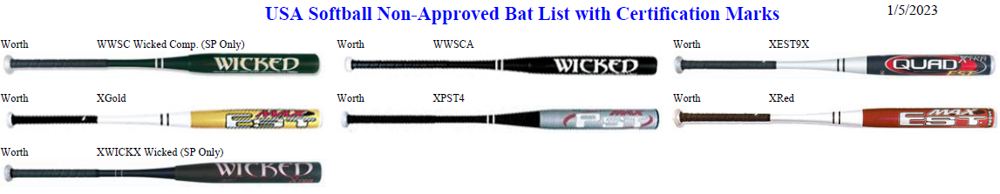 USA Softball Non-Approved Bat List with Certification Marks
1/5/2023
Worth WWSC Wicked Comp. (SP Only) Worth WWSCA Worth XEST9X
WICKED WICKED QUAD XTRA
EST
Worth XGold Worth XPST4 Worth XRed
MAX MAX MAX
EST EST EST
Worth XWICKX Wicked (SP Only)
WICKED